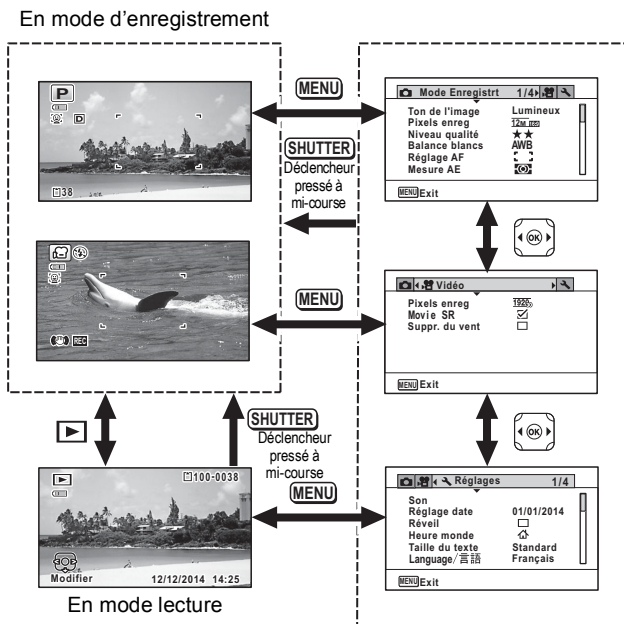 En mode d'enregistrement
P
D
38
MENU
SHUTTER
Déclencheur
pressé à
mi-course
Mode Enregistrt 1/4
Ton de l'image Lumineux
Pixels enreg 12M
Niveau qualité ★★
Balance blancs AWB
Réglage AF
Mesure AE
MENU Exit
OK
REC
MENU
Vidéo
Pixels enreg 1920
Movie SR
Suppr. du vent
MENU Exit
OK
SHUTTER
Déclencheur
pressé à
mi-course
MENU
100-0038
Modifier 12/12/2014 14:25
En mode lecture
Réglages 1/4
Son
Réglage date 01/01/2014
Réveil
Heure monde
Taille du texte Standard
Language/言語 Français
MENU Exit